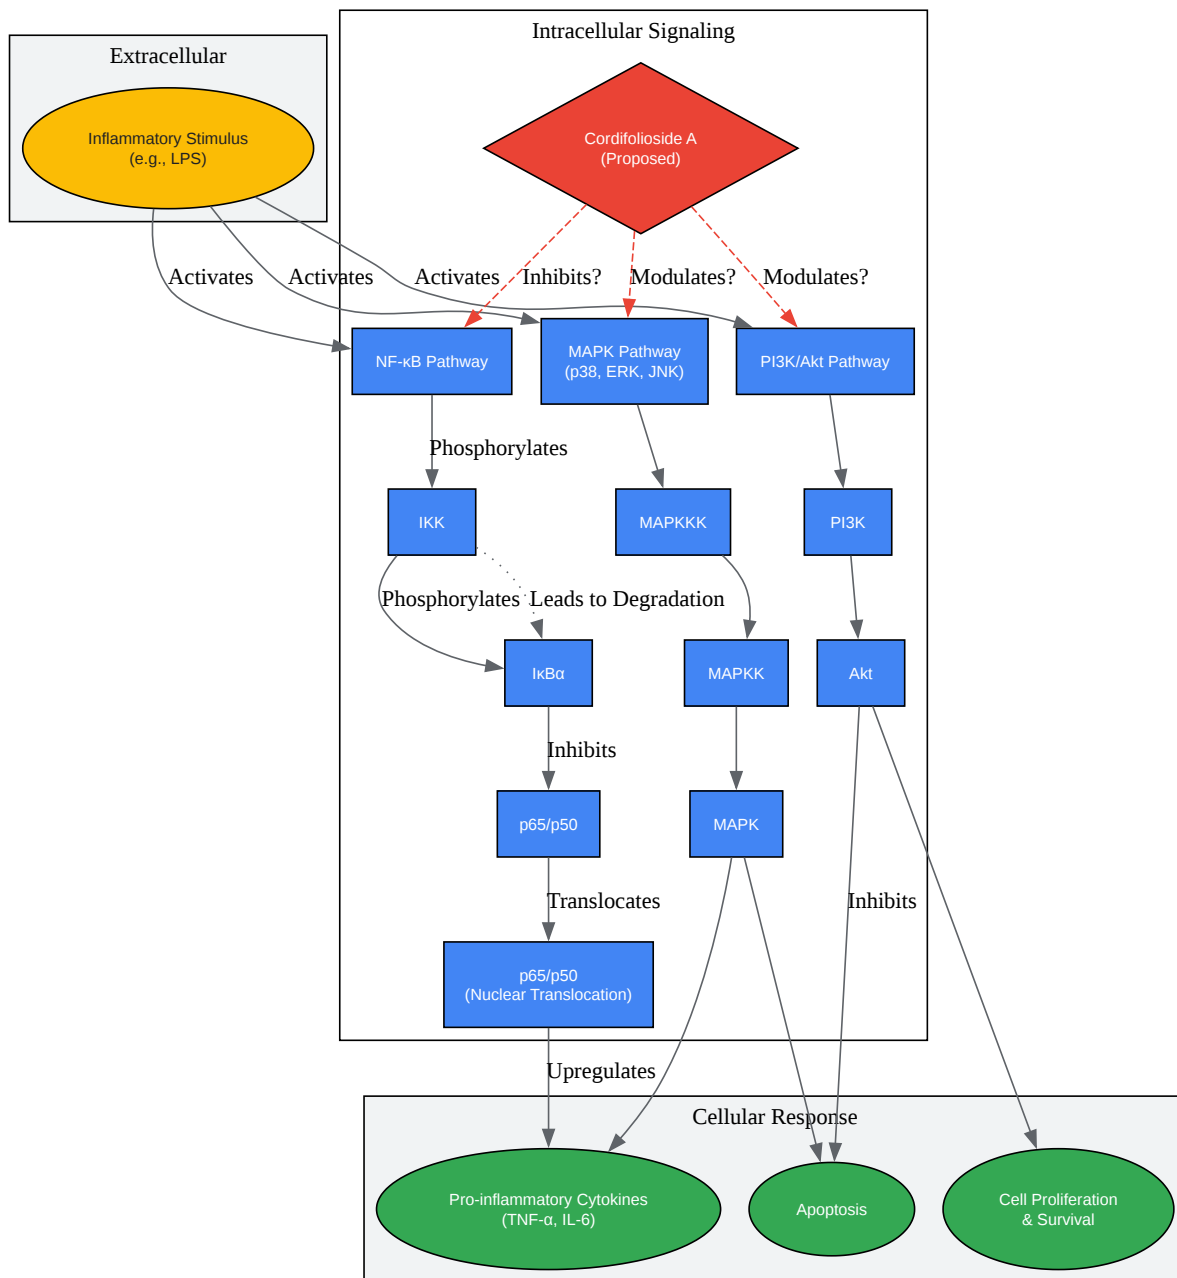 Intracellular Signaling
Extracellular
Inflammatory Stimulus
(e.g., LPS)
Cordifolioside A
(Proposed)
Activates
Activates
Activates
Inhibits?
Modulates?
Modulates?
NF-κB Pathway
MAPK Pathway
(p38, ERK, JNK)
PI3K/Akt Pathway
Phosphorylates
IKK
MAPKKK
PI3K
Phosphorylates
Leads to Degradation
IκBα
MAPKK
Akt
Inhibits
p65/p50
MAPK
Translocates
Inhibits
p65/p50
(Nuclear Translocation)
Upregulates
Cellular Response
Pro-inflammatory Cytokines
(TNF-α, IL-6)
Apoptosis
Cell Proliferation
& Survival